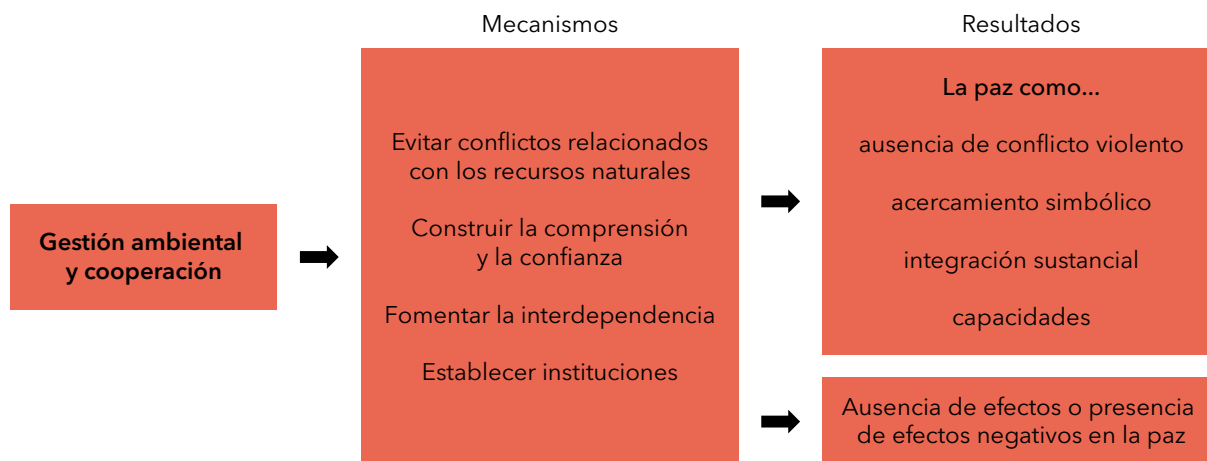 Mecanismos
Resultados
Gestión ambiental
y cooperación
Evitar conflictos relacionados
con los recursos naturales
Construir la comprensión
y la confianza
Fomentar la interdependencia
Establecer instituciones
La paz como...
ausencia de conflicto violento
acercamiento simbólico
integración sustancial
capacidades
Ausencia de efectos o presencia
de efectos negativos en la paz